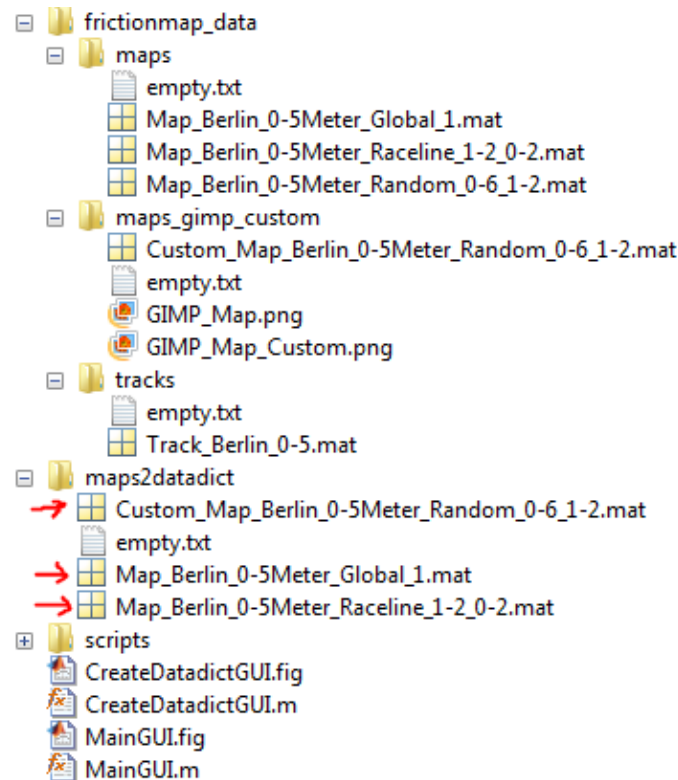 frictionmap_data
maps
empty.txt
Map_Berlin_0-5Meter_Global_1.mat
Map_Berlin_0-5Meter_Raceline_1-2_0-2.mat
Map_Berlin_0-5Meter_Random_0-6_1-2.mat
maps_gimp_custom
Custom_Map_Berlin_0-5Meter_Random_0-6_1-2.mat
empty.txt
GIMP_Map.png
GIMP_Map_Custom.png
tracks
empty.txt
Track_Berlin_0-5.mat
maps2datadict
Custom_Map_Berlin_0-5Meter_Random_0-6_1-2.mat
empty.txt
Map_Berlin_0-5Meter_Global_1.mat
Map_Berlin_0-5Meter_Raceline_1-2_0-2.mat
scripts
CreateDatadictGUI.fig
CreateDatadictGUI.m
MainGUI.fig
MainGUI.m